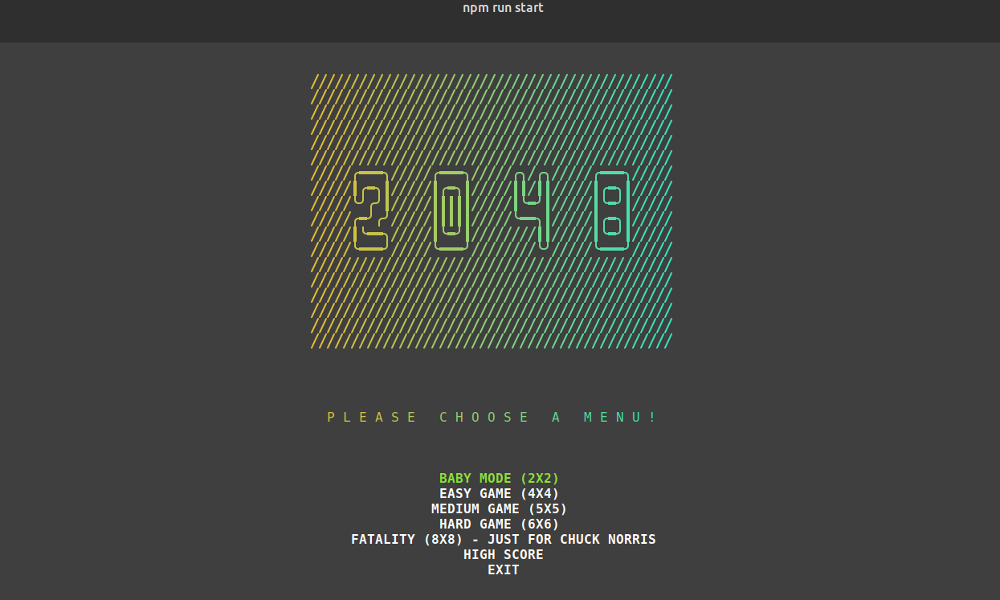 npm run start
2048
PLEASE CHOOSE A MENU!
BABY MODE (2X2)
EASY GAME (4X4)
MEDIUM GAME (5X5)
HARD GAME (6X6)
FATALITY (8X8) - JUST FOR CHUCK NORRIS
HIGH SCORE
EXIT